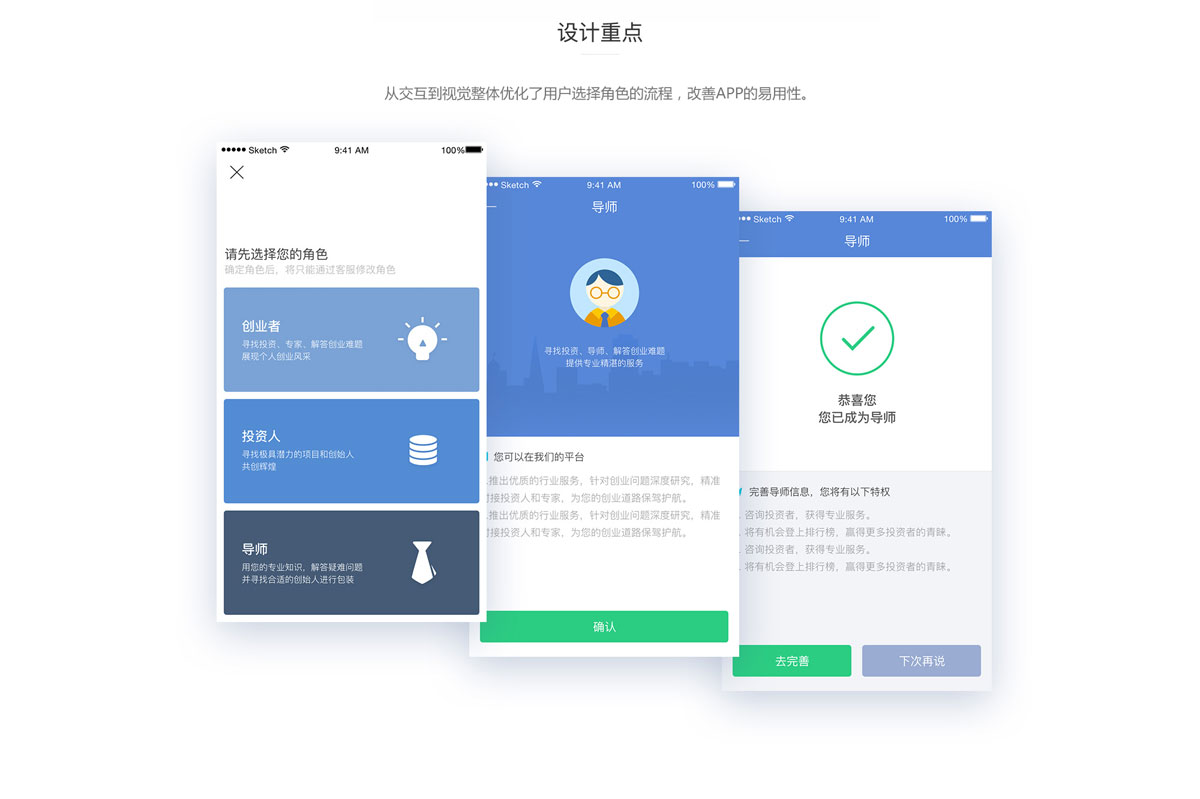 设计重点
从交互到视觉整体优化了用户选择角色的流程，改善APP的易用性。
Sketch 9:41 AM 100%
请先选择您的角色
确定角色后，将只能通过客服修改角色
创业者
寻找投资、专家、解答创业难题
展现个人创业风采
投资人
寻找极具潜力的项目和创始人
共创辉煌
导师
用您的专业知识，解答疑难问题
并寻找合适的创始人进行包装
Sketch 9:41 AM 100%
导师
寻找投资、导师、解答创业难题
提供专业精湛的服务
您可以在我们的平台
推出优质的行业服务，针对创业问题深度研究，精准
接投资人和专家，为您的创业道路保驾护航。
推出优质的行业服务，针对创业问题深度研究，精准
接投资人和专家，为您的创业道路保驾护航。
确认
Sketch 9:41 AM 100%
导师
恭喜您
您已成为导师
完善导师信息，您将有以下特权
. 咨询投资者，获得专业服务。
. 将有机会登上排行榜，赢得更多投资者的青睐。
. 咨询投资者，获得专业服务。
. 将有机会登上排行榜，赢得更多投资者的青睐。
去完善
下次再说